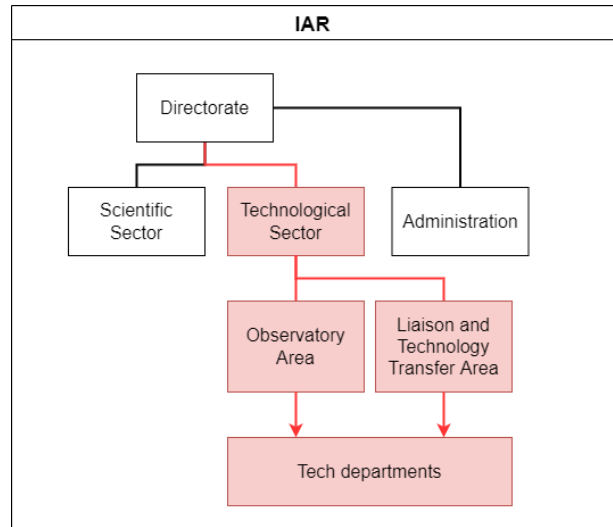 IAR
Directorate
Scientific
Sector
Technological
Sector
Administration
Observatory
Area
Liaison and
Technology
Transfer Area
Tech departments